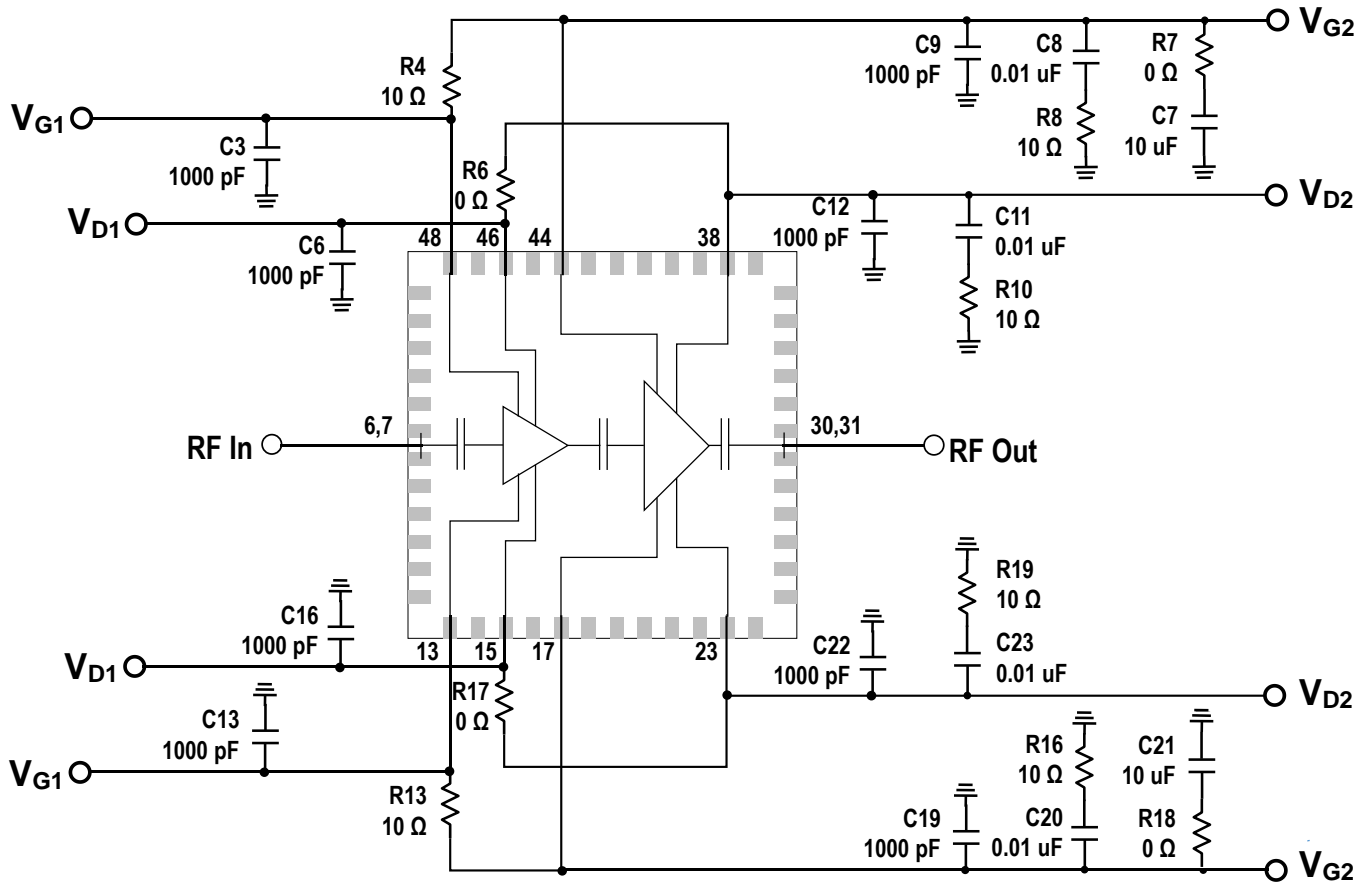 VG2
C9
1000 pF
C8
0.01 uF
R7
0 Ω
R4
10 Ω
VG1
C3
1000 pF
R8
10 Ω
C7
10 uF
R6
0 Ω
VD2
VD1
C6
1000 pF
C12
1000 pF
C11
0.01 uF
48
46
44
38
R10
10 Ω
RF In
6,7
30,31
RF Out
R19
10 Ω
C16
1000 pF
13
15
17
23
C22
1000 pF
C23
0.01 uF
VD1
R17
0 Ω
VD2
C13
1000 pF
VG1
R16
10 Ω
C21
10 uF
R13
10 Ω
C19
1000 pF
C20
0.01 uF
R18
0 Ω
VG2